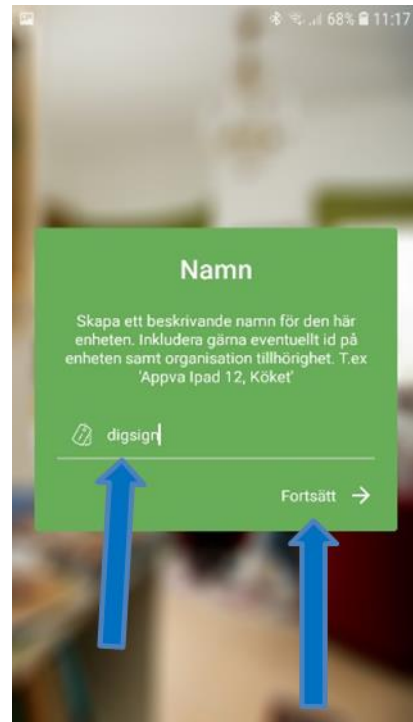 68% 11:17
Namn
Skapa ett beskrivande namn för den här
enheten. Inkludera gärna eventuellt id på
enheten samt organisation tillhörighet. T.ex
'Appva Ipad 12, Köket'
digsign
Fortsätt →